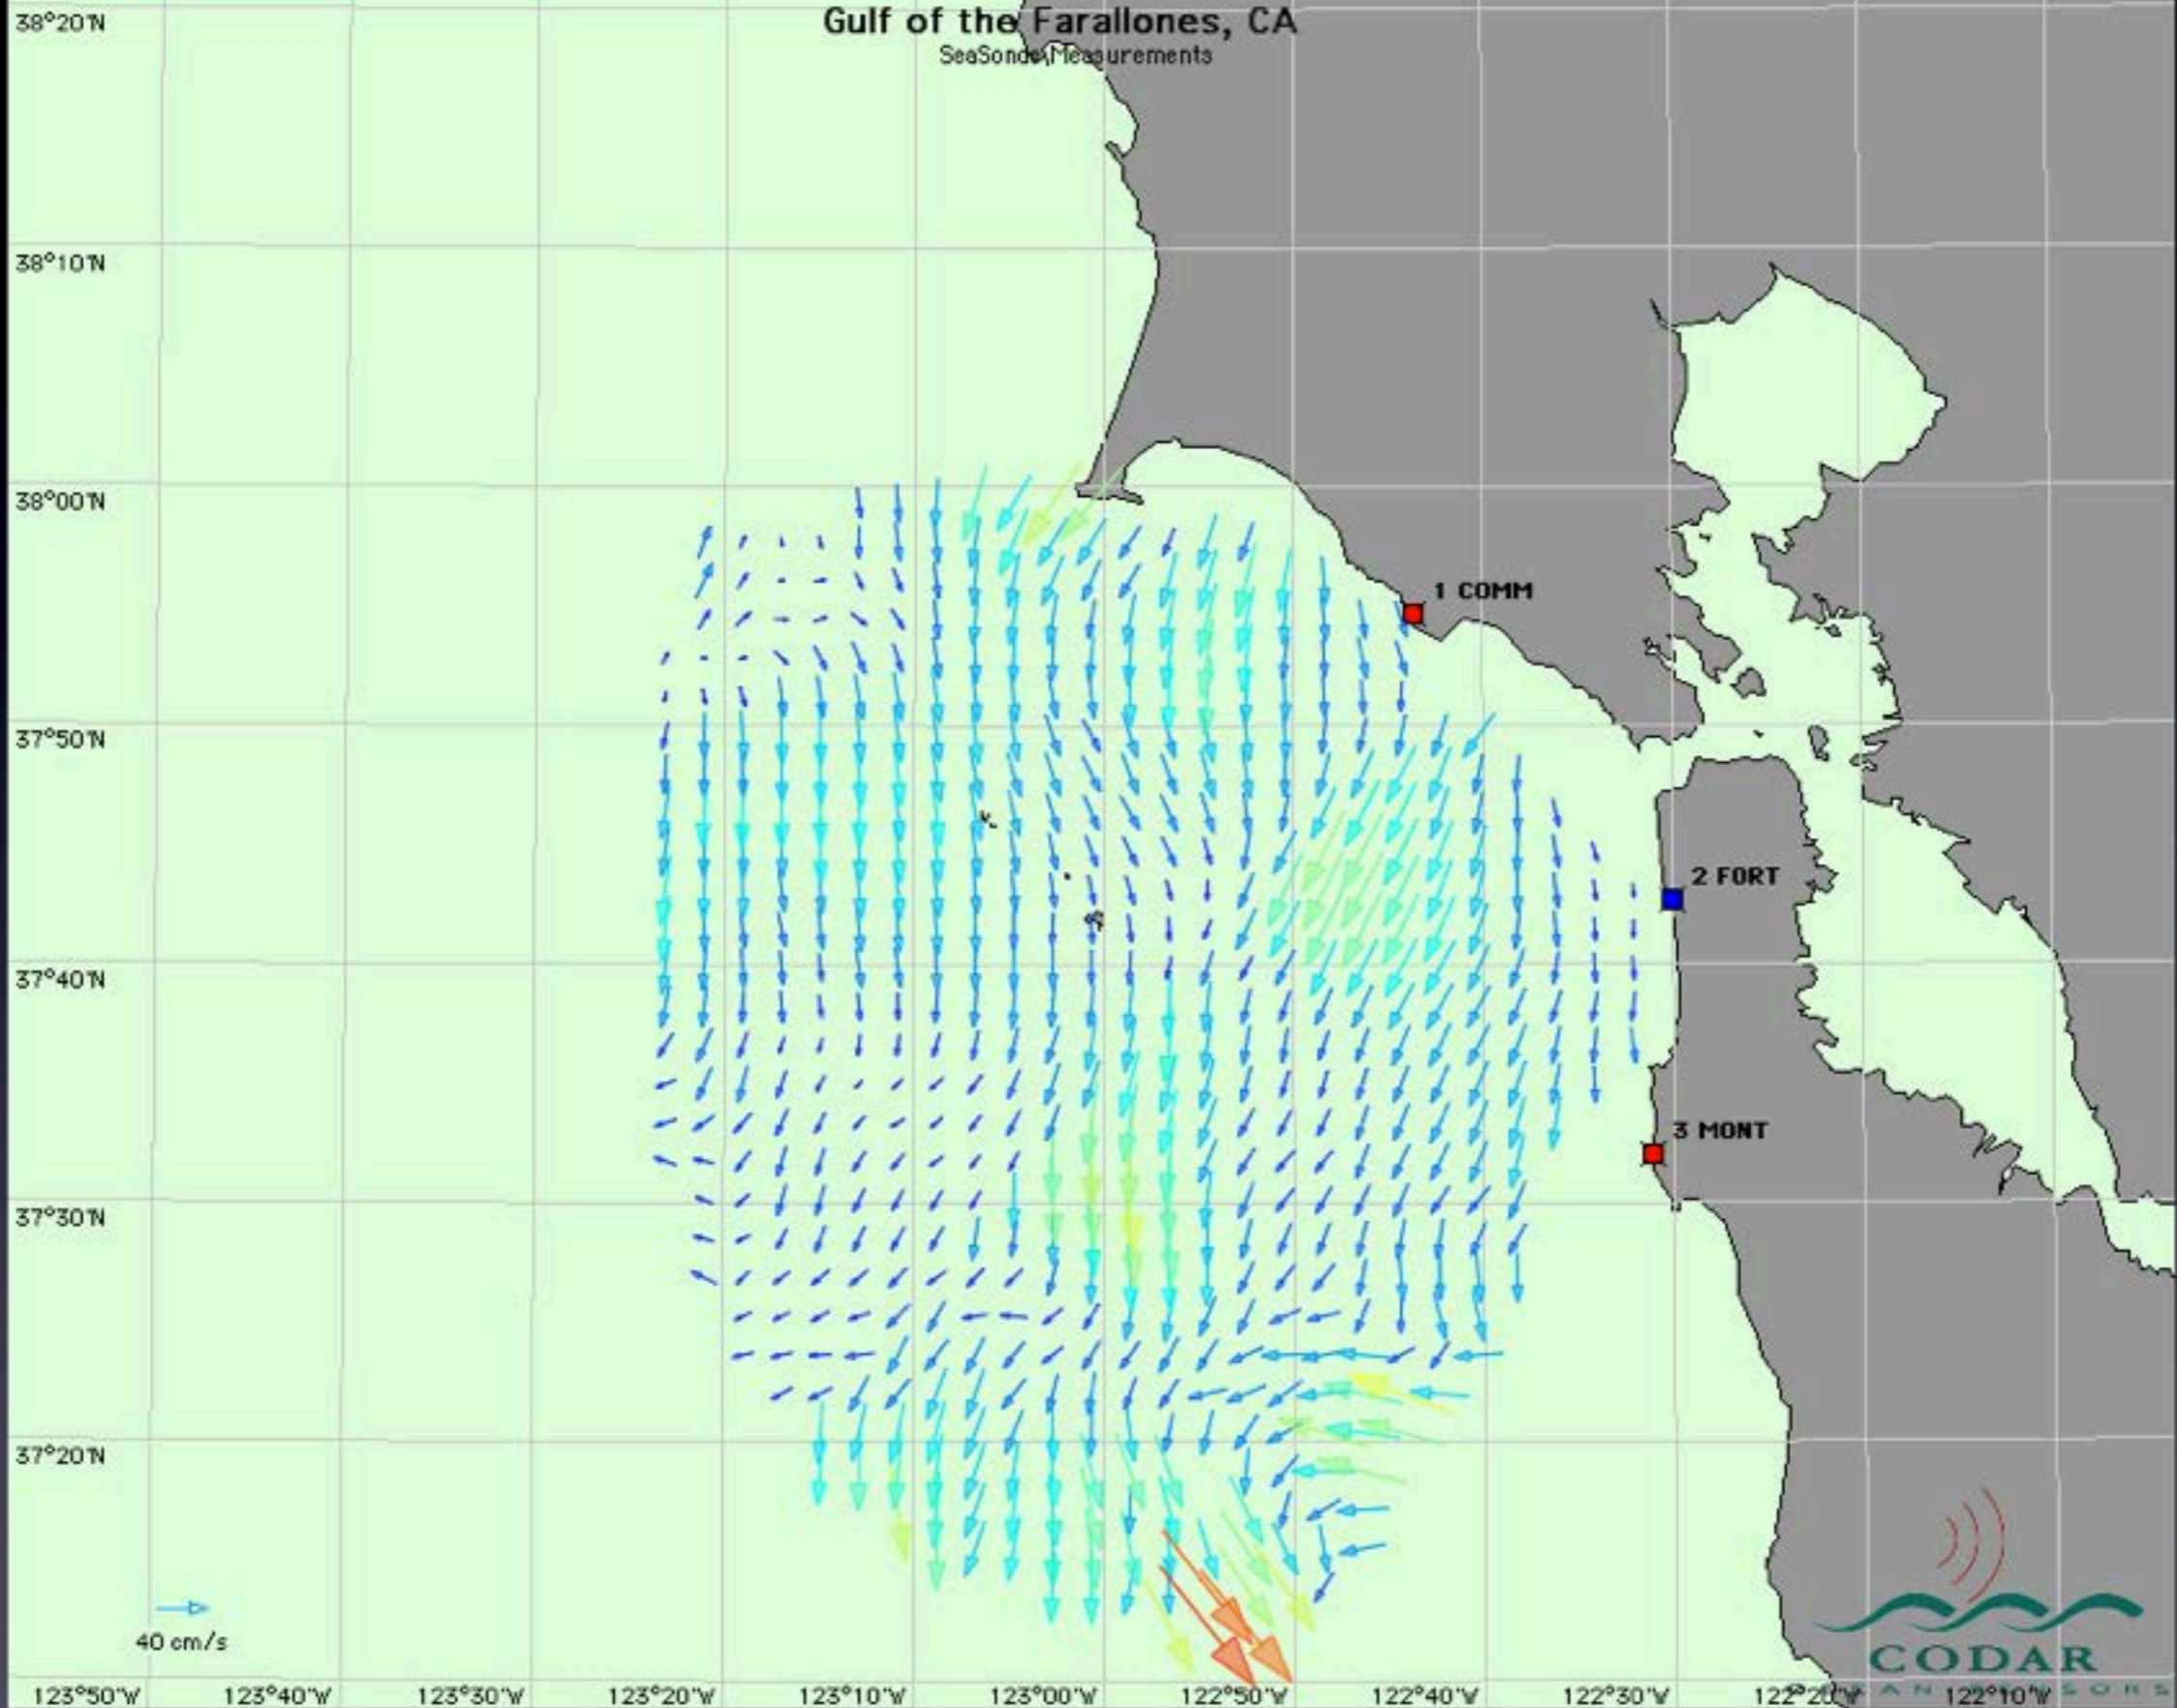 Gulf of the Farallones, CA
SeaSonde Measurements
38°20'N
38°10'N
38°00'N
1 COMM
37°50'N
2 FORT
37°40'N
3 MONT
37°30'N
37°20'N
40 cm/s
CODAR
123°50'W 123°40'W 123°30'W 123°20'W 123°10'W 123°00'W 122°50'W 122°40'W 122°30'W 122°20'W 122°10'W